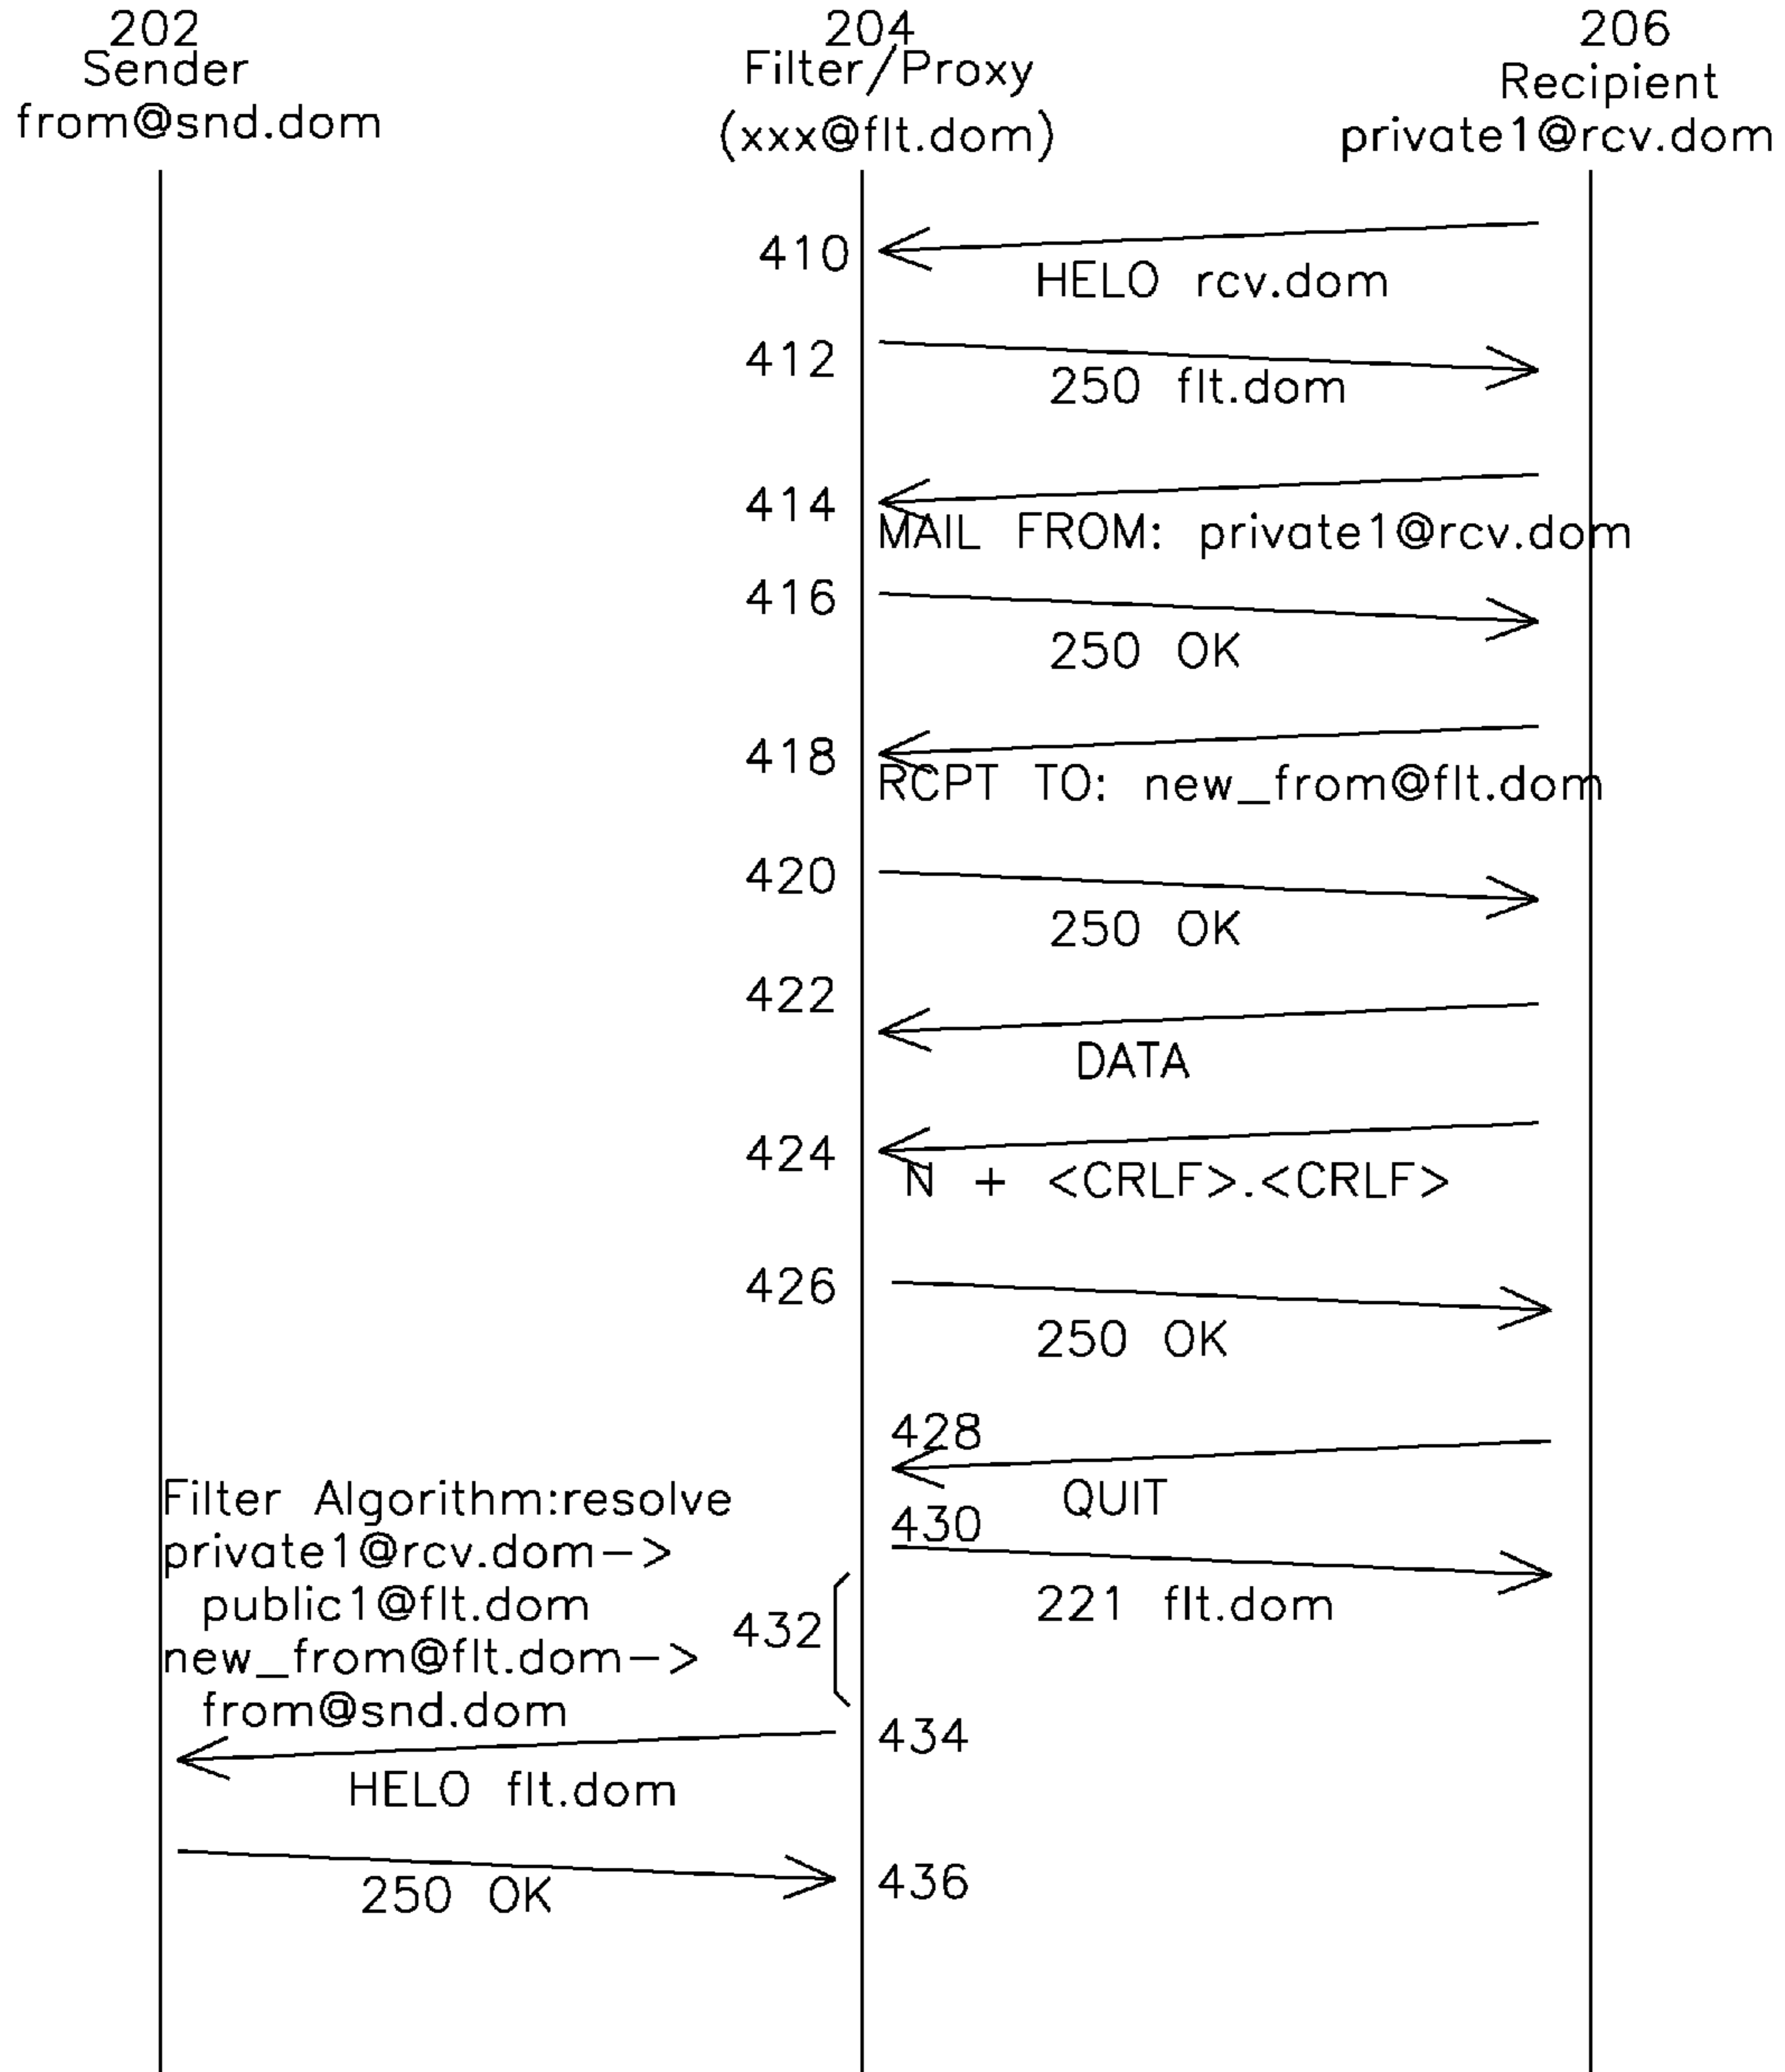 202
Sender
from@snd.dom
204
Filter/Proxy
(xxx@flt.dom)
206
Recipient
private1@rcv.dom
410
HELO rcv.dom
412
250 flt.dom
414
MAIL FROM: private1@rcv.dom
416
250 OK
418
RCPT TO: new_from@flt.dom
420
250 OK
422
DATA
424
N + <CRLF>.<CRLF>
426
250 OK
428
QUIT
430
221 flt.dom
Filter Algorithm:resolve
private1@rcv.dom->
public1@flt.dom
new_from@flt.dom->
from@snd.dom
432
434
HELO flt.dom
250 OK
436